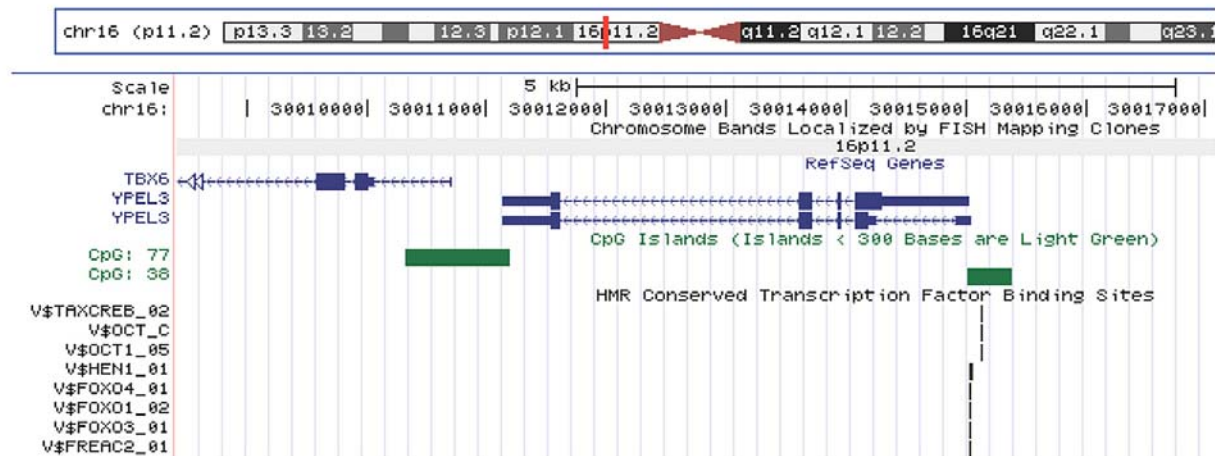 chr16 (p11.2) p13.3 13.2 12.3 p12.1 16p11.2 q11.2 q12.1 12.2 16q21 q22.1 q23.1
Scale 5 kb
chr16: 30010000 30011000 30012000 30013000 30014000 30015000 30016000 30017000
Chromosome Bands Localized by FISH Mapping Clones
16p11.2
RefSeq Genes
TBX6
YPEL3
YPEL3
CpG Islands (Islands < 300 Bases are Light Green)
CpG: 77
CpG: 38
HMR Conserved Transcription Factor Binding Sites
V$TAXCREB_02
V$OCT_C
V$OCT1_05
V$HEN1_01
V$FOXO4_01
V$FOXO1_02
V$FOXO3_01
V$FREAC2_01